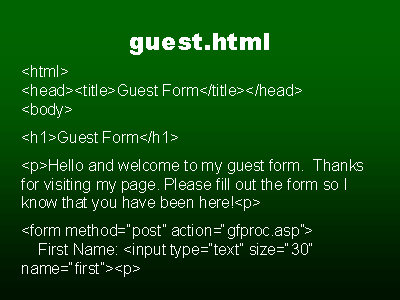 guest.html
<html>
<head><title>Guest Form</title></head>
<body>
<h1>Guest Form</h1>
<p>Hello and welcome to my guest form.  Thanks
for visiting my page. Please fill out the form so I
know that you have been here!<p>
<form method=”post” action=”gfproc.asp”>
    First Name: <input type=”text” size=”30”
name=”first”><p>